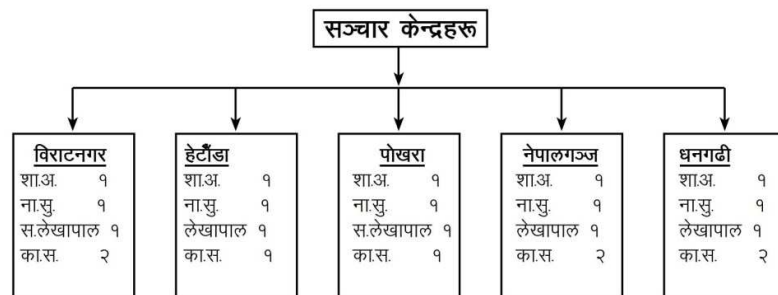 सञ्चार केन्द्रहरू
विराटनगर
शा.अ. १
ना.सु. १
स.लेखापाल १
का.स. २
हेटौंडा
शा.अ. १
ना.सु. १
लेखापाल १
का.स. १
पोखरा
शा.अ. १
ना.सु. १
स.लेखापाल १
का.स. १
नेपालगञ्ज
शा.अ. १
ना.सु. १
लेखापाल १
का.स. २
धनगढी
शा.अ. १
ना.सु. १
लेखापाल १
का.स. २